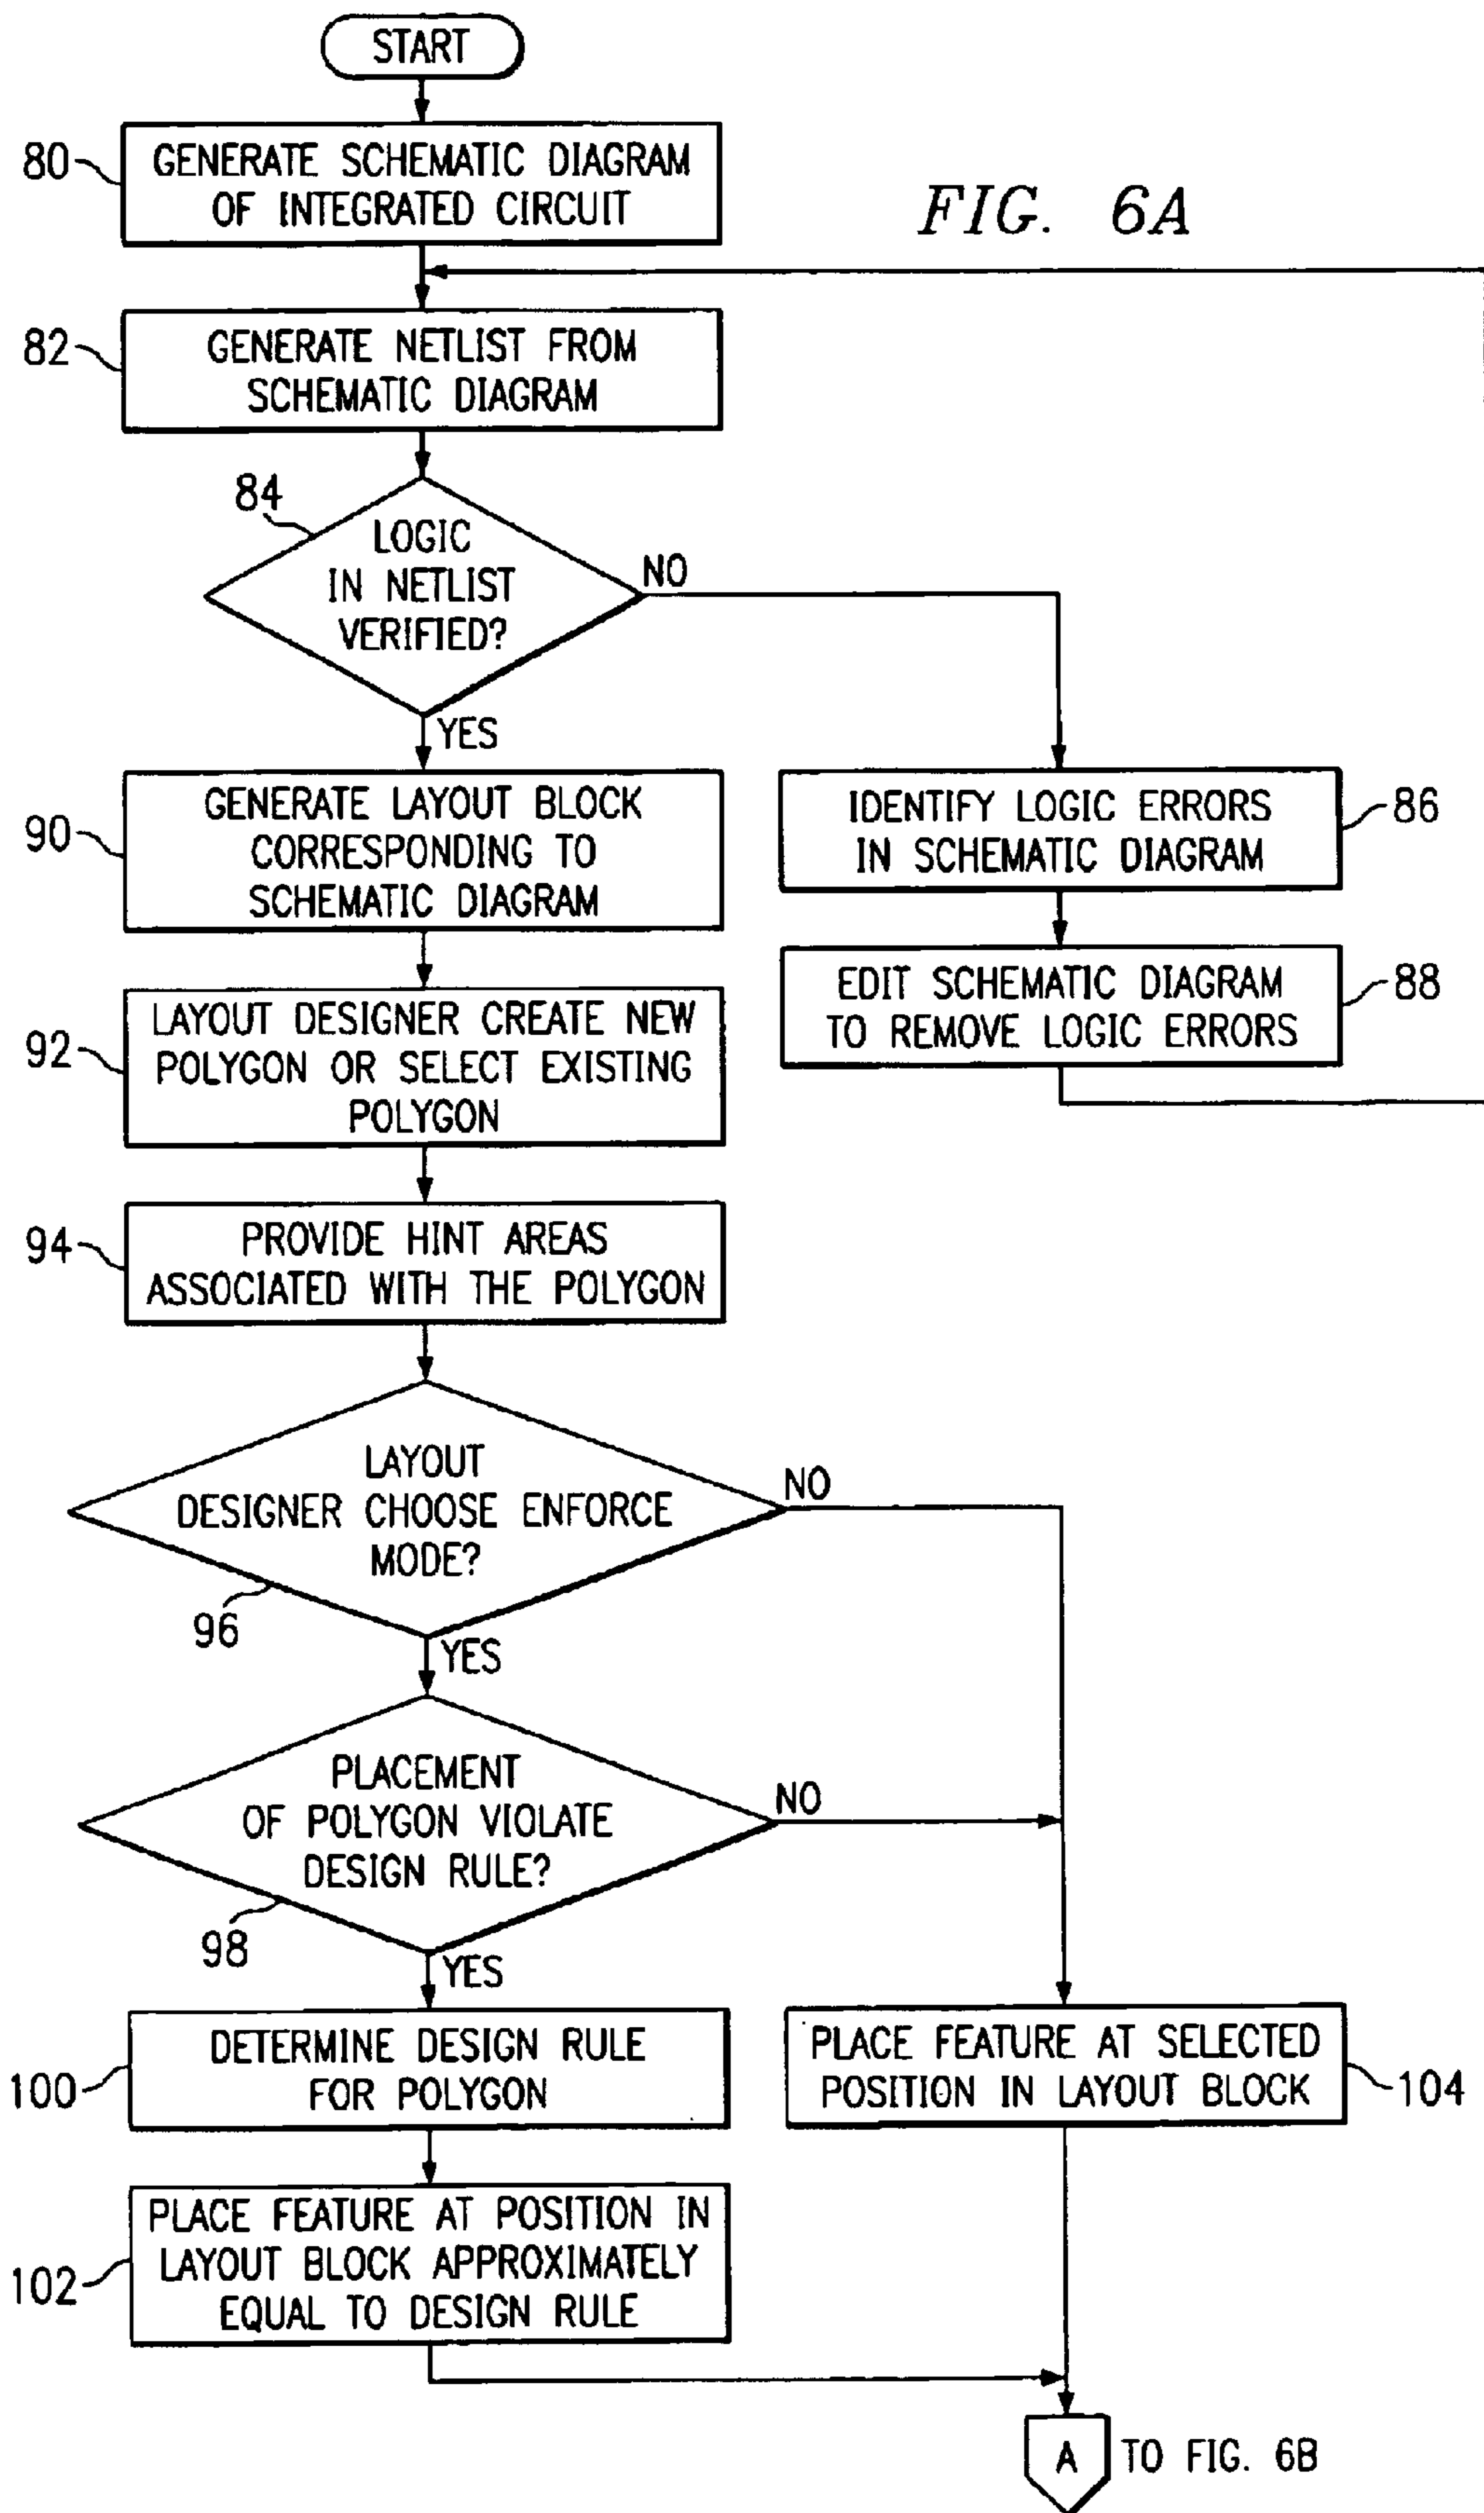 START
80
GENERATE SCHEMATIC DIAGRAM
OF INTEGRATED CIRCUIT
FIG. 6A
82
GENERATE NETLIST FROM
SCHEMATIC DIAGRAM
84
LOGIC
IN NETLIST
VERIFIED?
NO
YES
90
GENERATE LAYOUT BLOCK
CORRESPONDING TO
SCHEMATIC DIAGRAM
IDENTIFY LOGIC ERRORS
IN SCHEMATIC DIAGRAM
86
92
LAYOUT DESIGNER CREATE NEW
POLYGON OR SELECT EXISTING
POLYGON
EDIT SCHEMATIC DIAGRAM
TO REMOVE LOGIC ERRORS
88
94
PROVIDE HINT AREAS
ASSOCIATED WITH THE POLYGON
LAYOUT
DESIGNER CHOOSE ENFORCE
MODE?
NO
96
YES
PLACEMENT
OF POLYGON VIOLATE
DESIGN RULE?
NO
98
YES
100
DETERMINE DESIGN RULE
FOR POLYGON
PLACE FEATURE AT SELECTED
POSITION IN LAYOUT BLOCK
104
102
PLACE FEATURE AT POSITION IN
LAYOUT BLOCK APPROXIMATELY
EQUAL TO DESIGN RULE
A
TO FIG. 6B